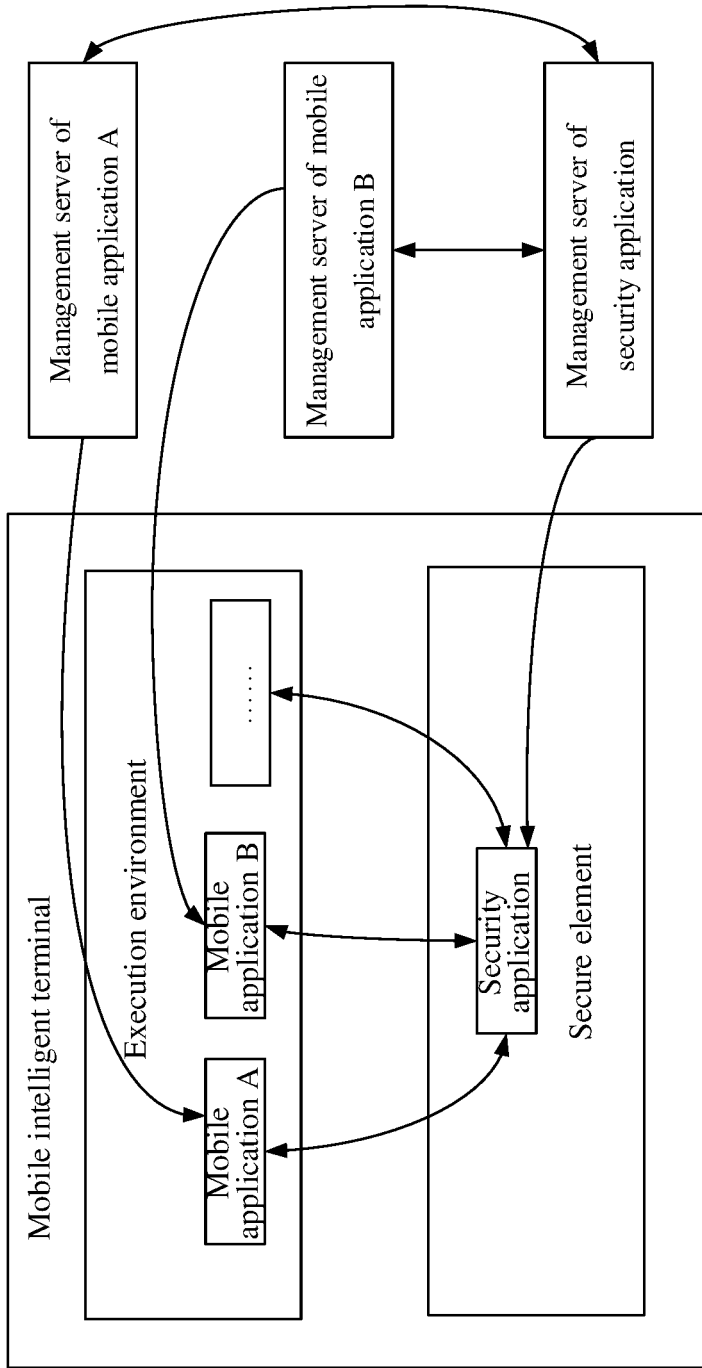 Mobile intelligent terminal
Execution environment
Mobile
application A
Mobile
application B
......
Security
application
Secure element
Management server of
mobile application A
Management server of mobile
application B
Management server of
security application